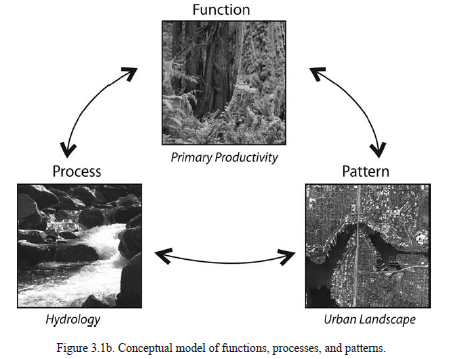 Function
Primary Productivity
Process
Pattern
Hydrology
Urban Landscape
Figure 3.1b. Conceptual model of functions, processes, and patterns.